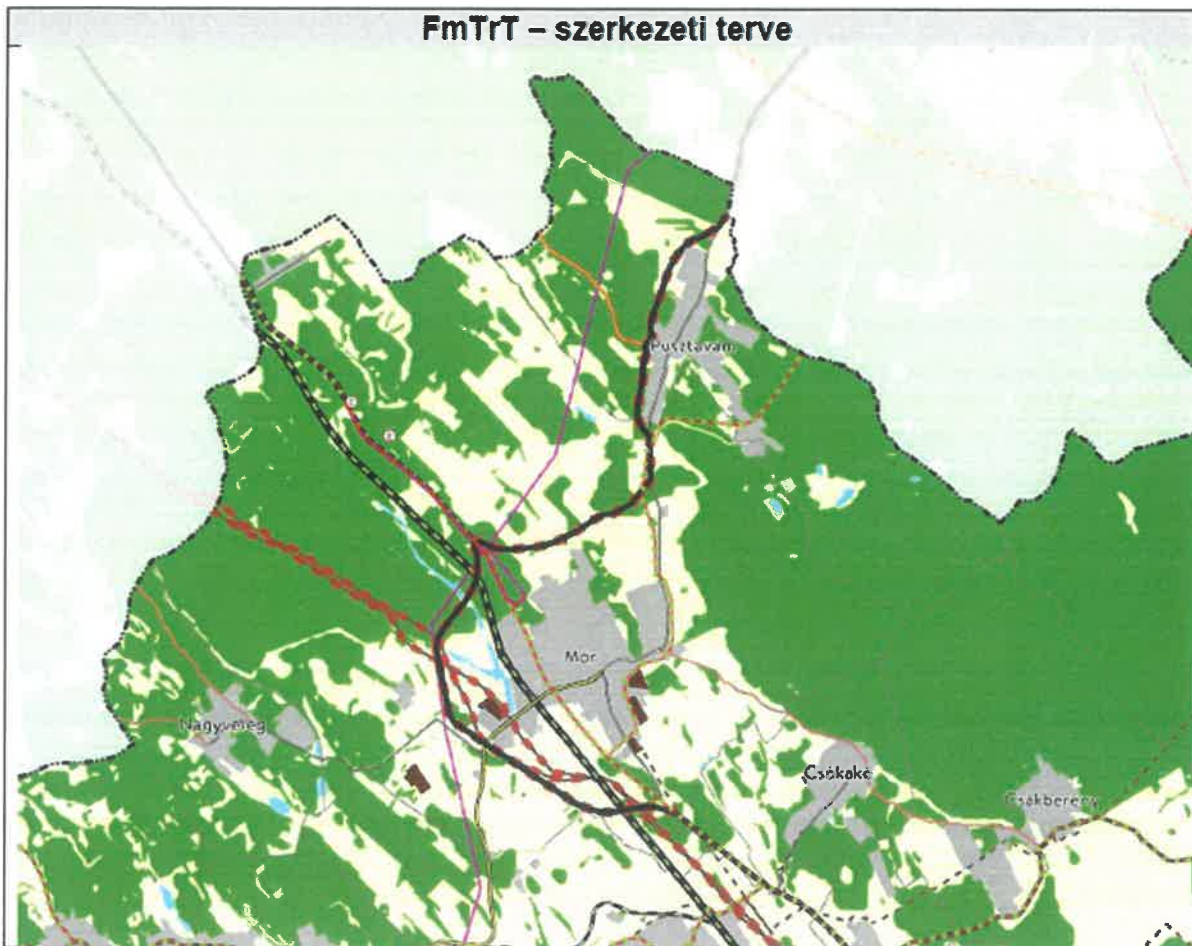 FmTrT – szerkezeti terve
Pusztavám
Mór
Nagyveleg
Csókakő
Csákberény